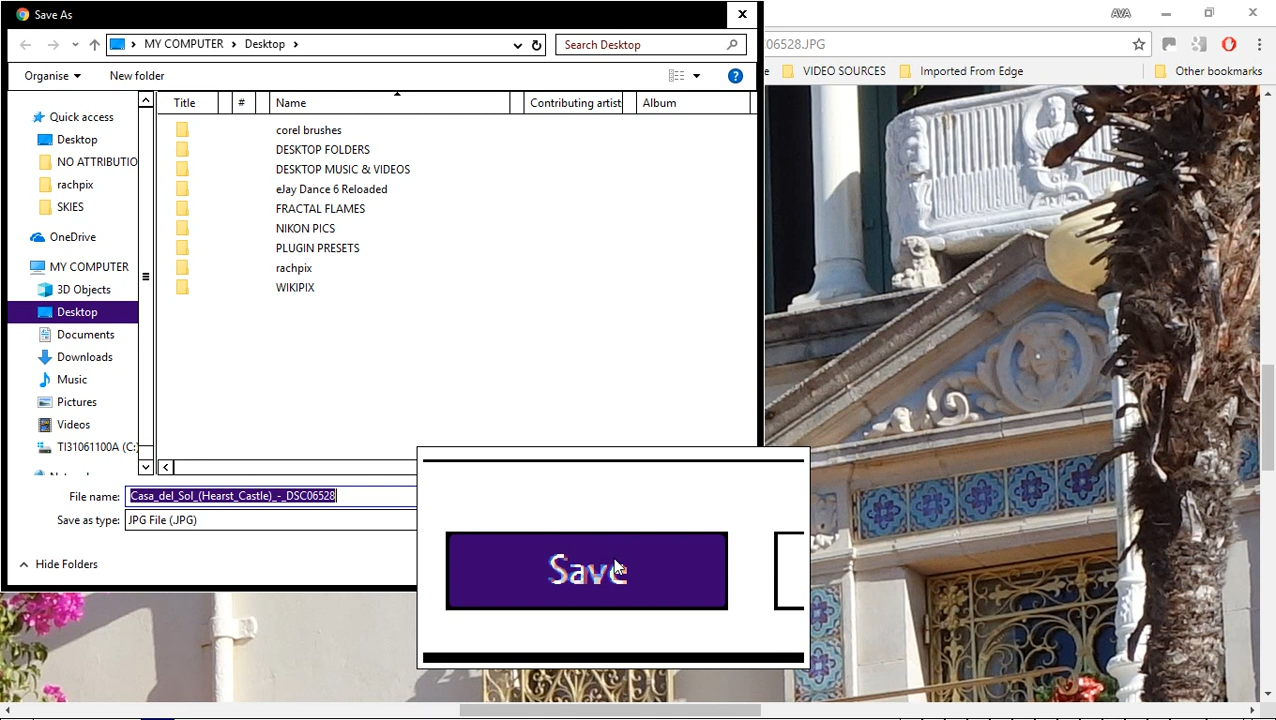 Save As
AVA
MY COMPUTER Desktop
Search Desktop
06528.JPG
Organise
New folder
VIDEO SOURCES
Imported From Edge
Other bookmarks
Title
#
Name
Contributing artist
Album
Quick access
Desktop
NO ATTRIBUTIO
rachpix
SKIES
OneDrive
MY COMPUTER
3D Objects
Desktop
Documents
Downloads
Music
Pictures
Videos
TI31061100A (C:
corel brushes
DESKTOP FOLDERS
DESKTOP MUSIC & VIDEOS
eJay Dance 6 Reloaded
FRACTAL FLAMES
NIKON PICS
PLUGIN PRESETS
rachpix
WIKIPIX
File name: Casa_del_Sol_(Hearst_Castle)_-_DSC06528
Save as type: JPG File (JPG)
Hide Folders
Save